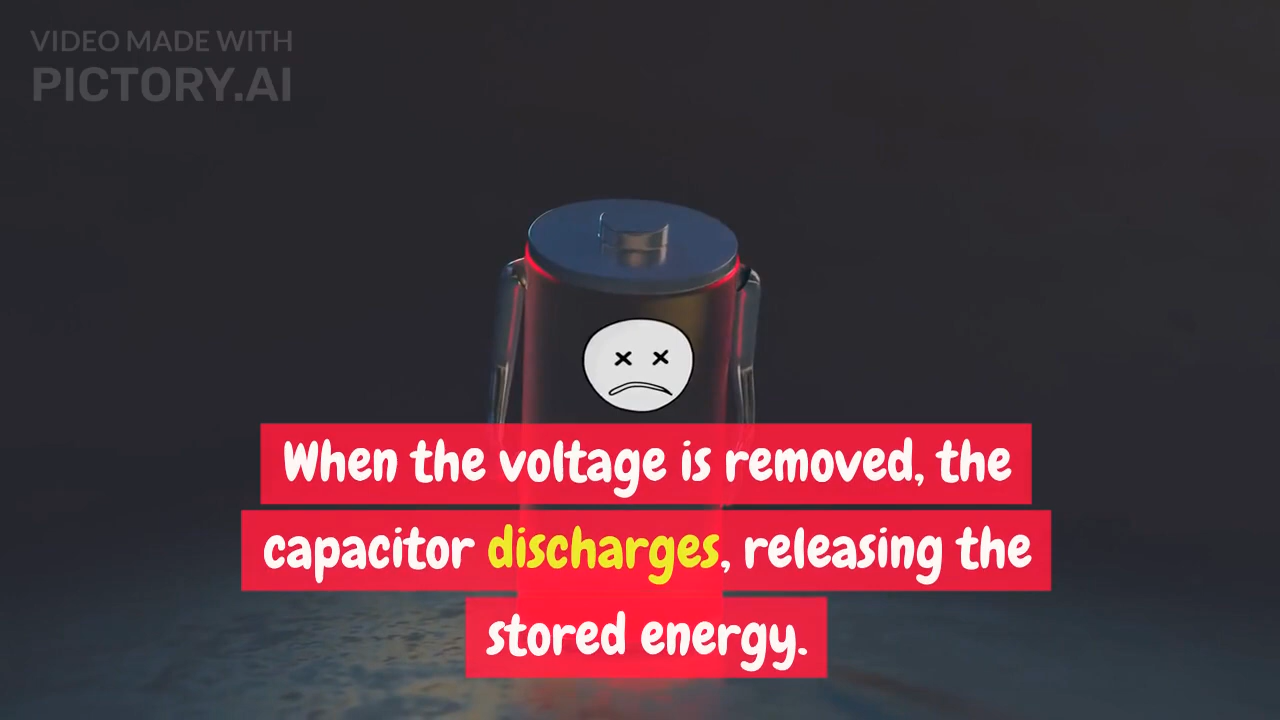 VIDEO MADE WITH
PICTORY.AI
When the voltage is removed, the
capacitor discharges, releasing the
stored energy.